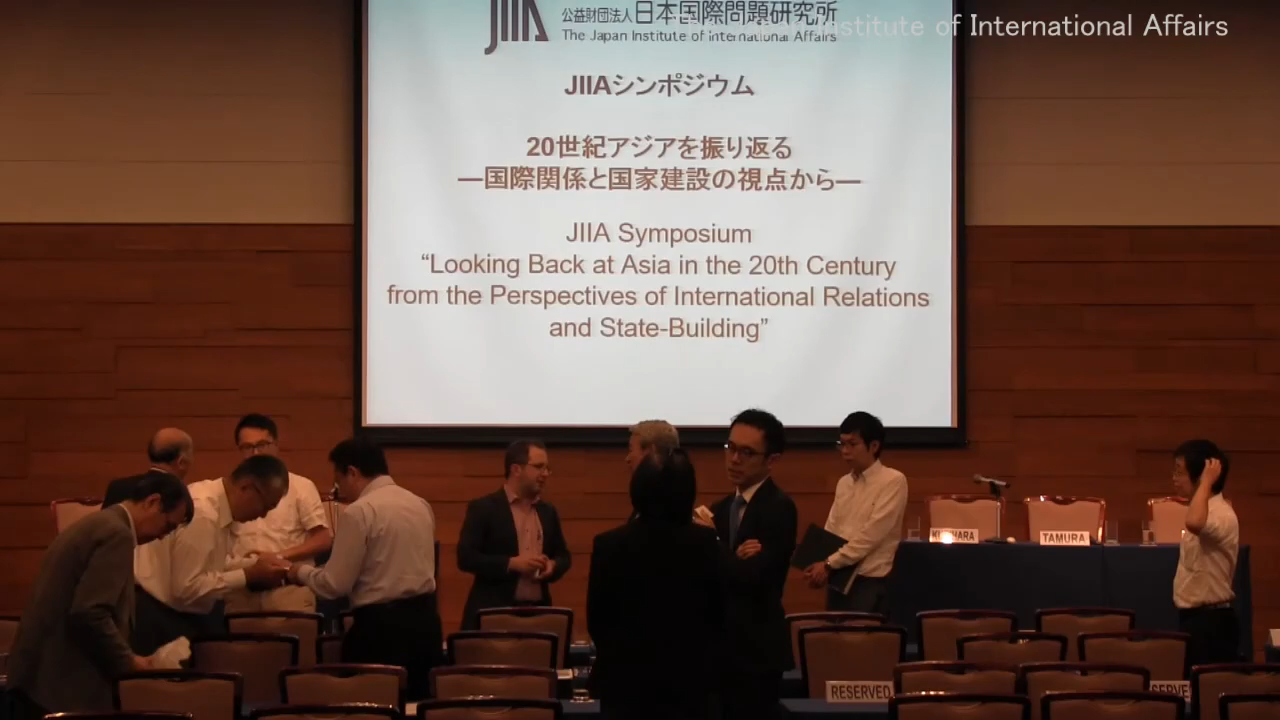 JIIA 公益財団法人日本国際問題研究所
The Japan Institute of International Affairs
The Japan Institute of International Affairs
JIIAシンポジウム
20世紀アジアを振り返る
―国際関係と国家建設の視点から―
JIIA Symposium
“Looking Back at Asia in the 20th Century
from the Perspectives of International Relations
and State-Building”
TAMURA
RESERVED